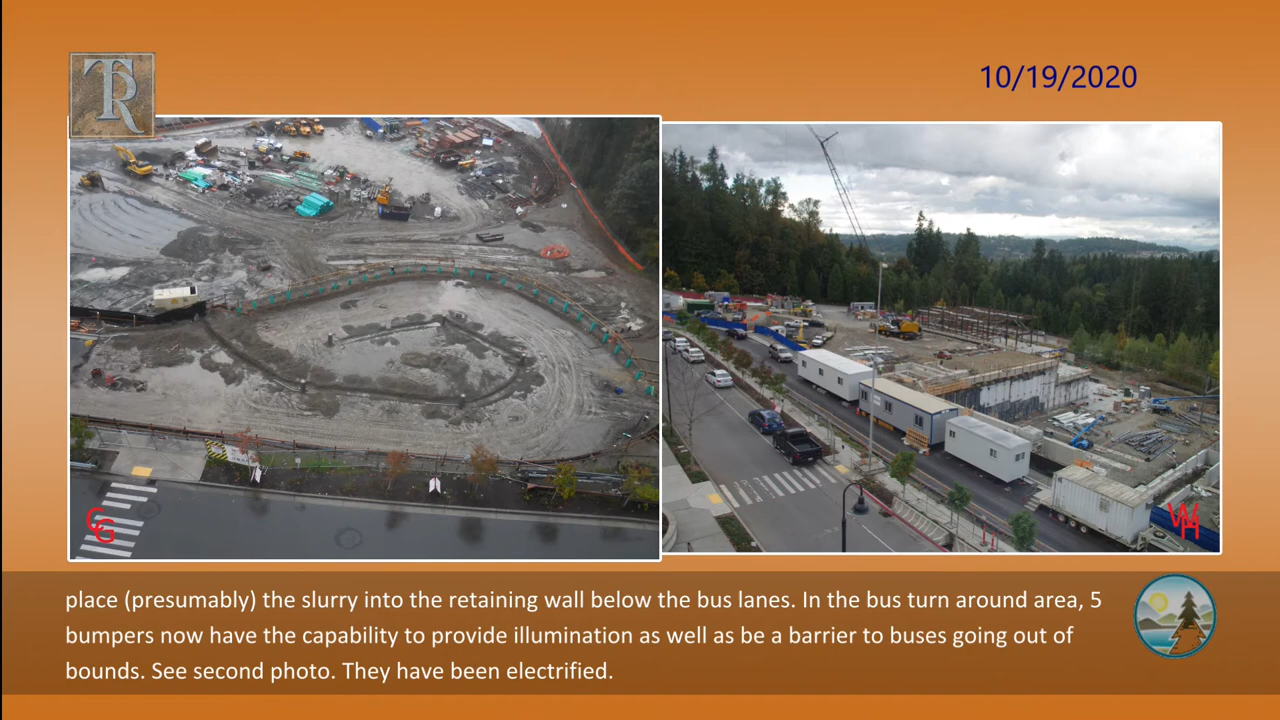 TR
10/19/2020
CG
WH
place (presumably) the slurry into the retaining wall below the bus lanes. In the bus turn around area, 5
bumpers now have the capability to provide illumination as well as be a barrier to buses going out of
bounds. See second photo. They have been electrified.